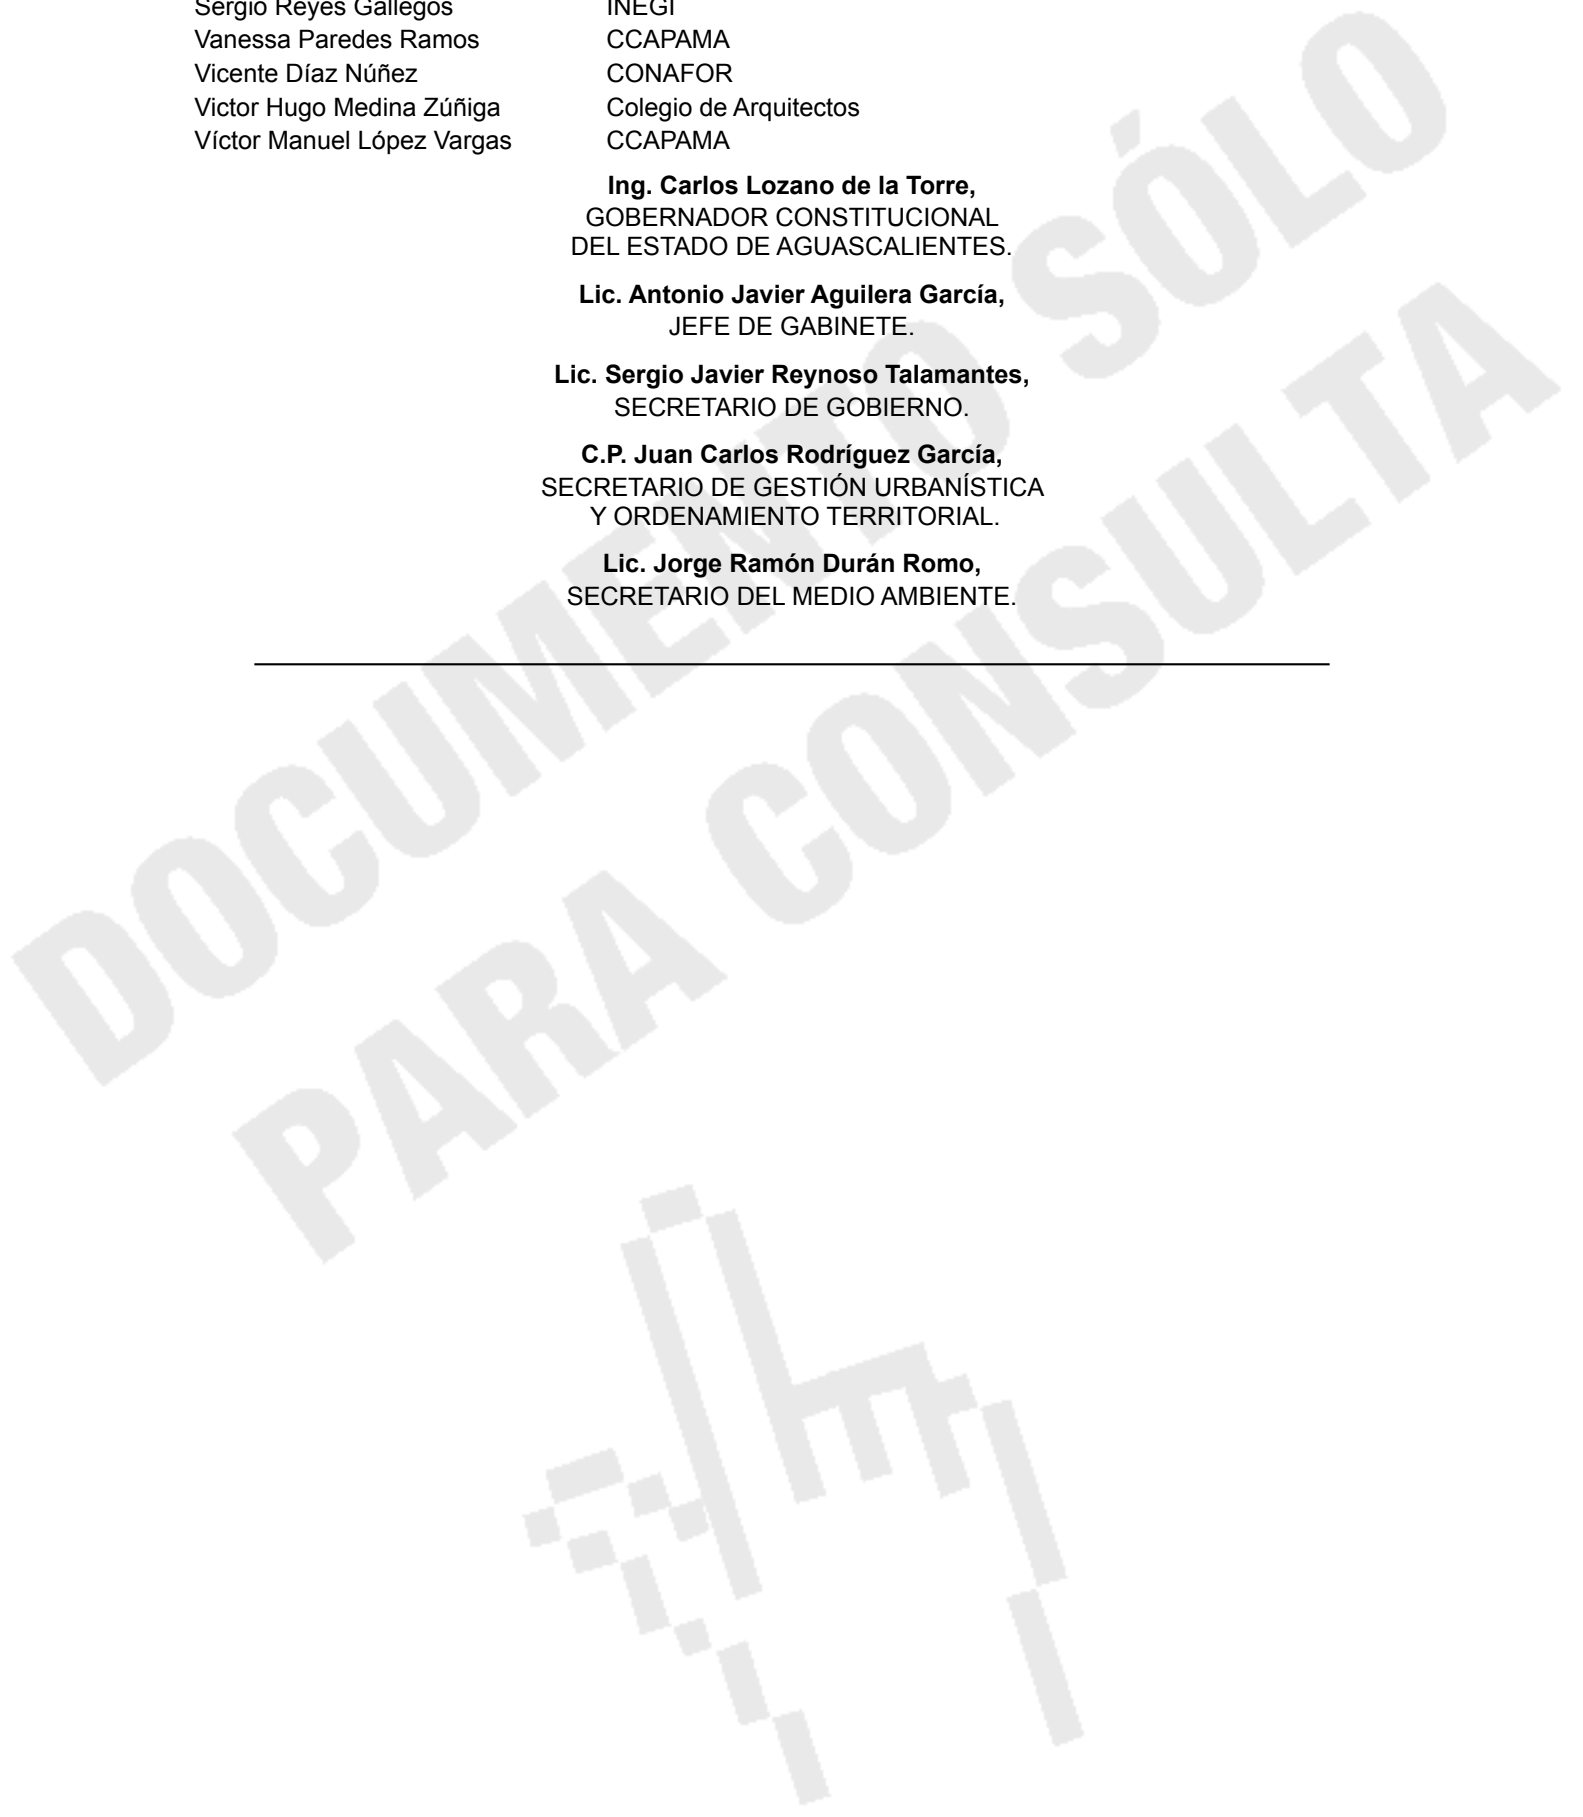 Sergio Reyes Gallegos INEGI
Vanessa Paredes Ramos CCAPAMA
Vicente Díaz Núñez CONAFOR
Victor Hugo Medina Zúñiga Colegio de Arquitectos
Víctor Manuel López Vargas CCAPAMA
Ing. Carlos Lozano de la Torre,
GOBERNADOR CONSTITUCIONAL
DEL ESTADO DE AGUASCALIENTES.
Lic. Antonio Javier Aguilera García,
JEFE DE GABINETE.
Lic. Sergio Javier Reynoso Talamantes,
SECRETARIO DE GOBIERNO.
C.P. Juan Carlos Rodríguez García,
SECRETARIO DE GESTIÓN URBANÍSTICA
Y ORDENAMIENTO TERRITORIAL.
Lic. Jorge Ramón Durán Romo,
SECRETARIO DEL MEDIO AMBIENTE.
DOCUMENTO SÓLO
PARA CONSULTA